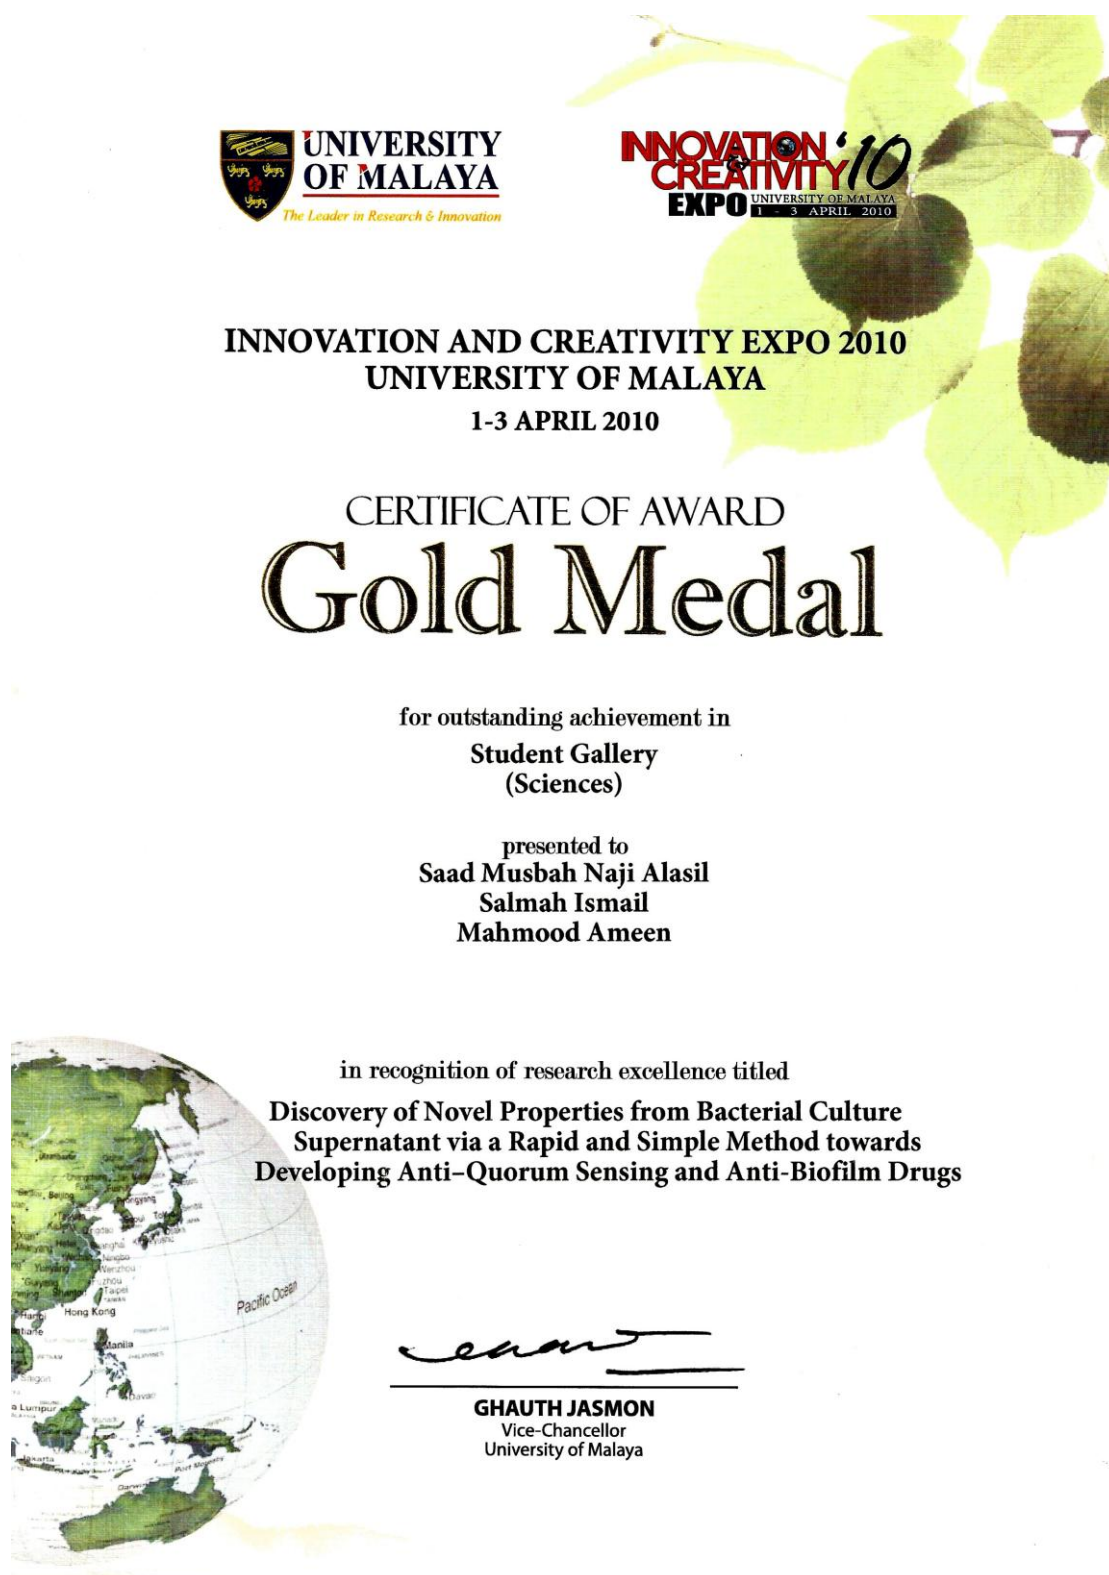 UNIVERSITY
OF MALAYA
The Leader in Research & Innovation
INNOVATION '10
CREATIVITY
EXPO UNIVERSITY OF MALAYA
1 - 3 APRIL 2010
INNOVATION AND CREATIVITY EXPO 2010
UNIVERSITY OF MALAYA
1-3 APRIL 2010
CERTIFICATE OF AWARD
Gold Medal
for outstanding achievement in
Student Gallery
(Sciences)
presented to
Saad Musbah Naji Alasil
Salmah Ismail
Mahmood Ameen
in recognition of research excellence titled
Discovery of Novel Properties from Bacterial Culture
Supernatant via a Rapid and Simple Method towards
Developing Anti–Quorum Sensing and Anti-Biofilm Drugs
Beijing
Seoul
Taipei
Hong Kong
Pacific Ocean
Manila
Saigon
GHAUTH JASMON
Vice-Chancellor
University of Malaya